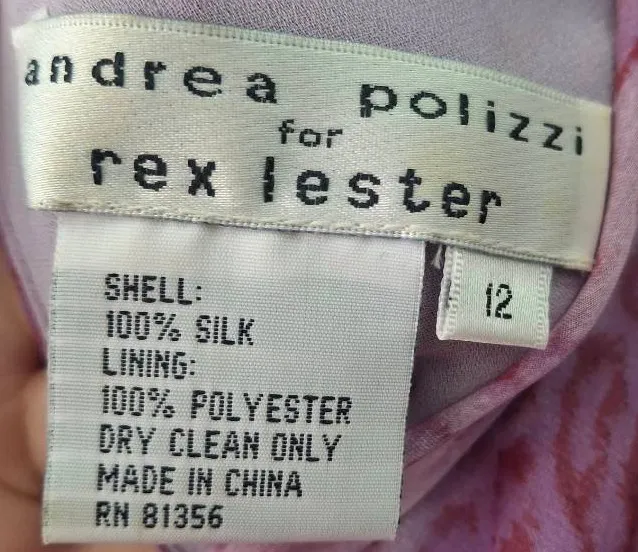 andrea polizzi
for
rex lester
12
SHELL:
100% SILK
LINING:
100% POLYESTER
DRY CLEAN ONLY
MADE IN CHINA
RN 81356